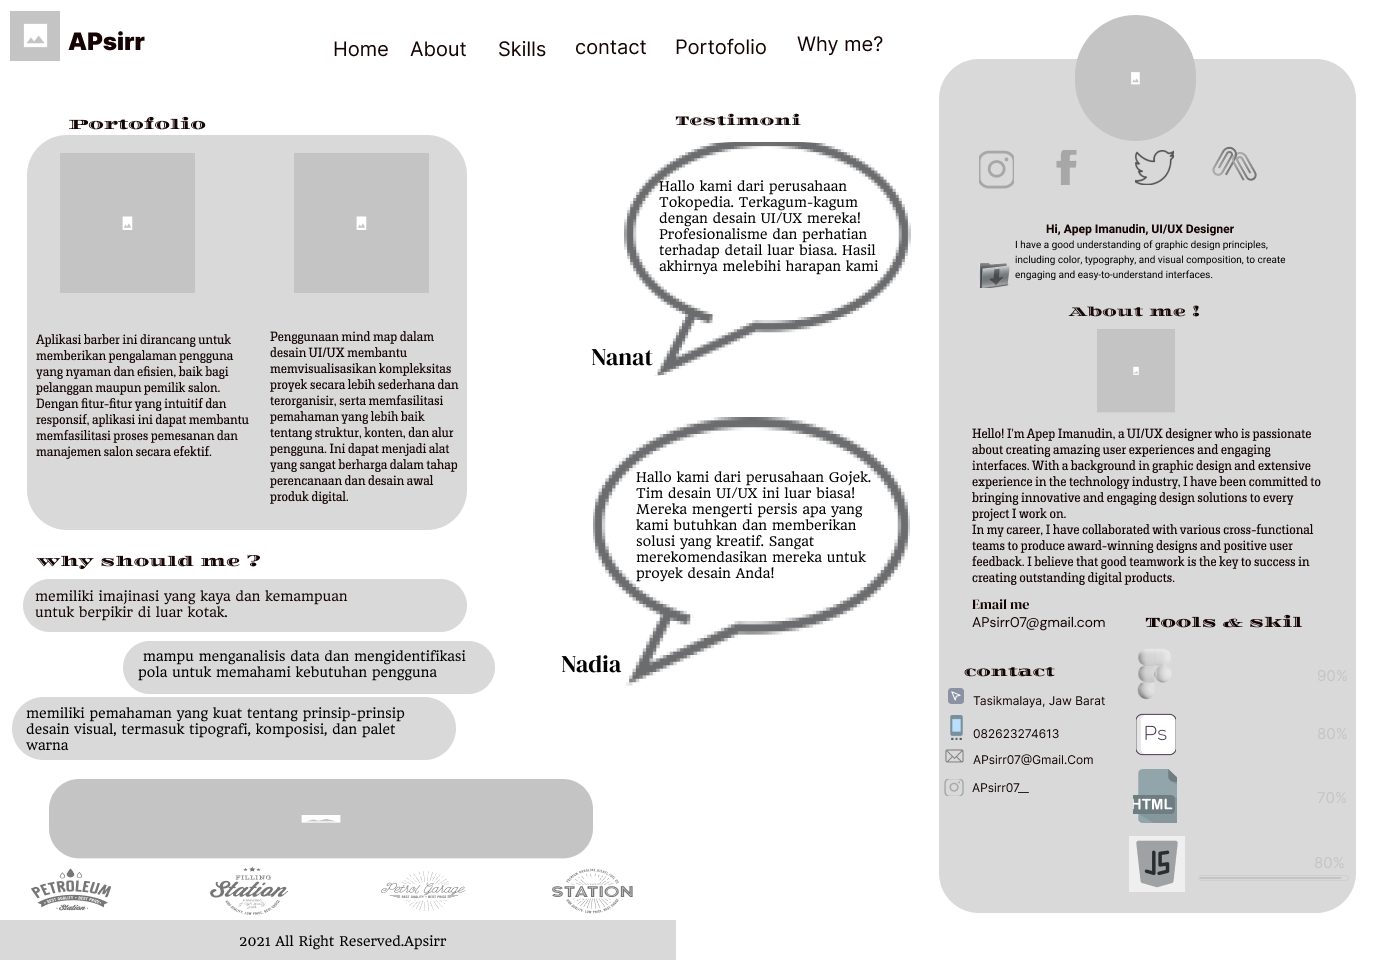 APsirr
Home About Skills contact Portofolio Why me?
Portofolio
Aplikasi barber ini dirancang untuk
memberikan pengalaman pengguna
yang nyaman dan efisien, baik bagi
pelanggan maupun pemilik salon.
Dengan fitur-fitur yang intuitif dan
responsif, aplikasi ini dapat membantu
memfasilitasi proses pemesanan dan
manajemen salon secara efektif.
Penggunaan mind map dalam
desain UI/UX membantu
memvisualisasikan kompleksitas
proyek secara lebih sederhana dan
terorganisir, serta memfasilitasi
pemahaman yang lebih baik
tentang struktur, konten, dan alur
pengguna. Ini dapat menjadi alat
yang sangat berharga dalam tahap
perencanaan dan desain awal
produk digital.
why should me ?
memiliki imajinasi yang kaya dan kemampuan
untuk berpikir di luar kotak.
mampu menganalisis data dan mengidentifikasi
pola untuk memahami kebutuhan pengguna
memiliki pemahaman yang kuat tentang prinsip-prinsip
desain visual, termasuk tipografi, komposisi, dan palet
warna
PETROLEUM
BEST QUALITY • BEST PRICE
Station
FILLING
Station
Petrol Garage
BEST QUALITY BEST PRICE
STATION
2021 All Right Reserved.Apsirr
Testimoni
Hallo kami dari perusahaan
Tokopedia. Terkagum-kagum
dengan desain UI/UX mereka!
Profesionalisme dan perhatian
terhadap detail luar biasa. Hasil
akhirnya melebihi harapan kami
Nanat
Hallo kami dari perusahaan Gojek.
Tim desain UI/UX ini luar biasa!
Mereka mengerti persis apa yang
kami butuhkan dan memberikan
solusi yang kreatif. Sangat
merekomendasikan mereka untuk
proyek desain Anda!
Nadia
Hi, Apep Imanudin, UI/UX Designer
I have a good understanding of graphic design principles,
including color, typography, and visual composition, to create
engaging and easy-to-understand interfaces.
About me !
Hello! I'm Apep Imanudin, a UI/UX designer who is passionate
about creating amazing user experiences and engaging
interfaces. With a background in graphic design and extensive
experience in the technology industry, I have been committed to
bringing innovative and engaging design solutions to every
project I work on.
In my career, I have collaborated with various cross-functional
teams to produce award-winning designs and positive user
feedback. I believe that good teamwork is the key to success in
creating outstanding digital products.
Email me
APsirr07@gmail.com
contact
Tasikmalaya, Jaw Barat
082623274613
APsirr07@Gmail.Com
APsirr07__
Tools & skil
90%
Ps 80%
HTML 70%
JS 80%